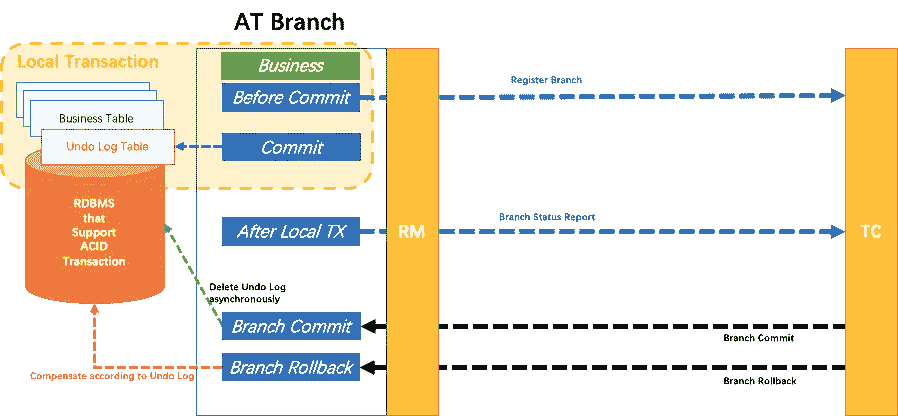 AT Branch
Local Transaction
Business
Before Commit
Register Branch
Business Table
Undo Log Table
Commit
RDBMS
that
Support
ACID
Transaction
After Local TX
Branch Status Report
RM
TC
Delete Undo Log
asynchronously
Branch Commit
Branch Commit
Branch Rollback
Branch Rollback
Compensate according to Undo Log